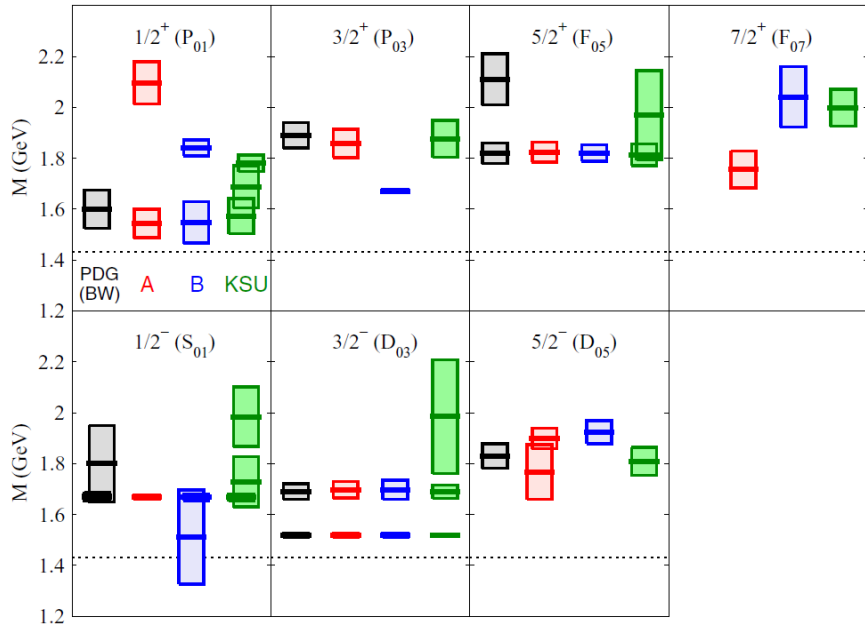 1/2⁺ (P₀₁) 3/2⁺ (P₀₃) 5/2⁺ (F₀₅) 7/2⁺ (F₀₇)
M (GeV)
2.2
2
1.8
1.6
1.4
1.2
PDG (BW) A B KSU
1/2⁻ (S₀₁) 3/2⁻ (D₀₃) 5/2⁻ (D₀₅)
M (GeV)
2.2
2
1.8
1.6
1.4
1.2